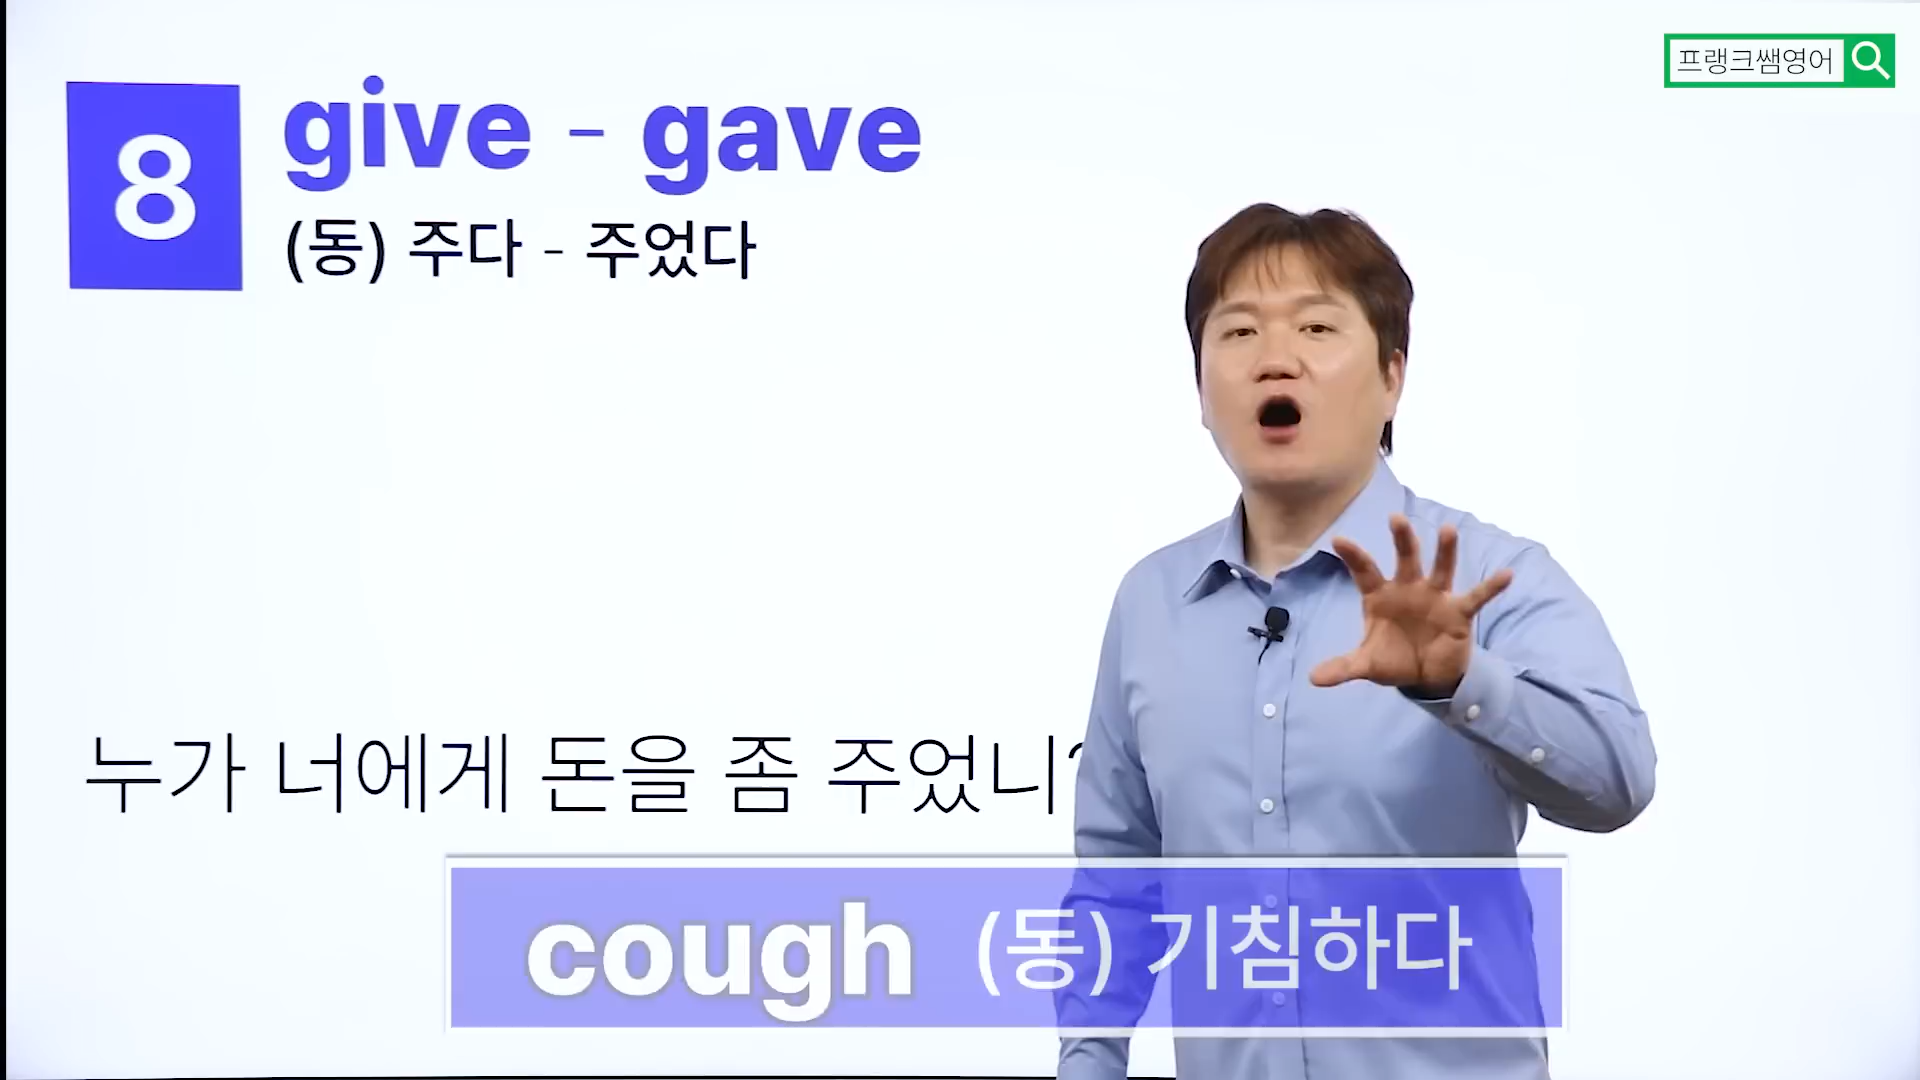 프랭크쌤영어
8
give - gave
(동) 주다 - 주었다
누가 너에게 돈을 좀 주었니?
cough (동) 기침하다